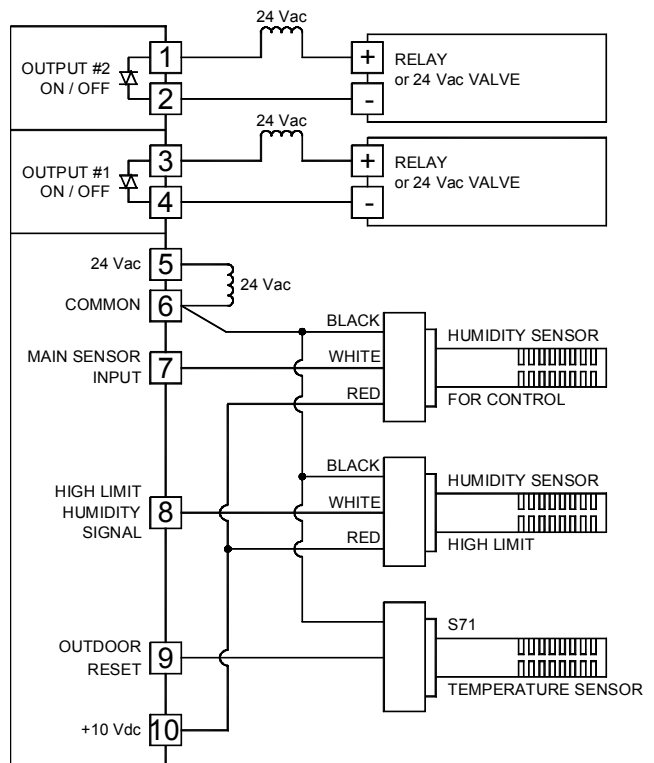 24 Vac
1
OUTPUT #2
ON / OFF
2
+
-
RELAY
or 24 Vac VALVE
24 Vac
3
OUTPUT #1
ON / OFF
4
+
-
RELAY
or 24 Vac VALVE
24 Vac
5
24 Vac
COMMON
6
BLACK
HUMIDITY SENSOR
MAIN SENSOR
INPUT
7
WHITE
RED
FOR CONTROL
BLACK
HUMIDITY SENSOR
HIGH LIMIT
HUMIDITY
SIGNAL
8
WHITE
RED
HIGH LIMIT
S71
OUTDOOR
RESET
9
TEMPERATURE SENSOR
+10 Vdc
10